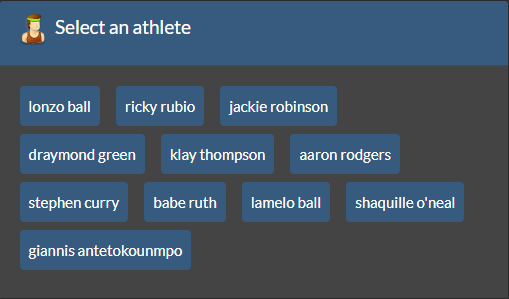 Select an athlete
lonzo ball ricky rubio jackie robinson
draymond green klay thompson aaron rodgers
stephen curry babe ruth lamelo ball shaquille o'neal
giannis antetokounmpo